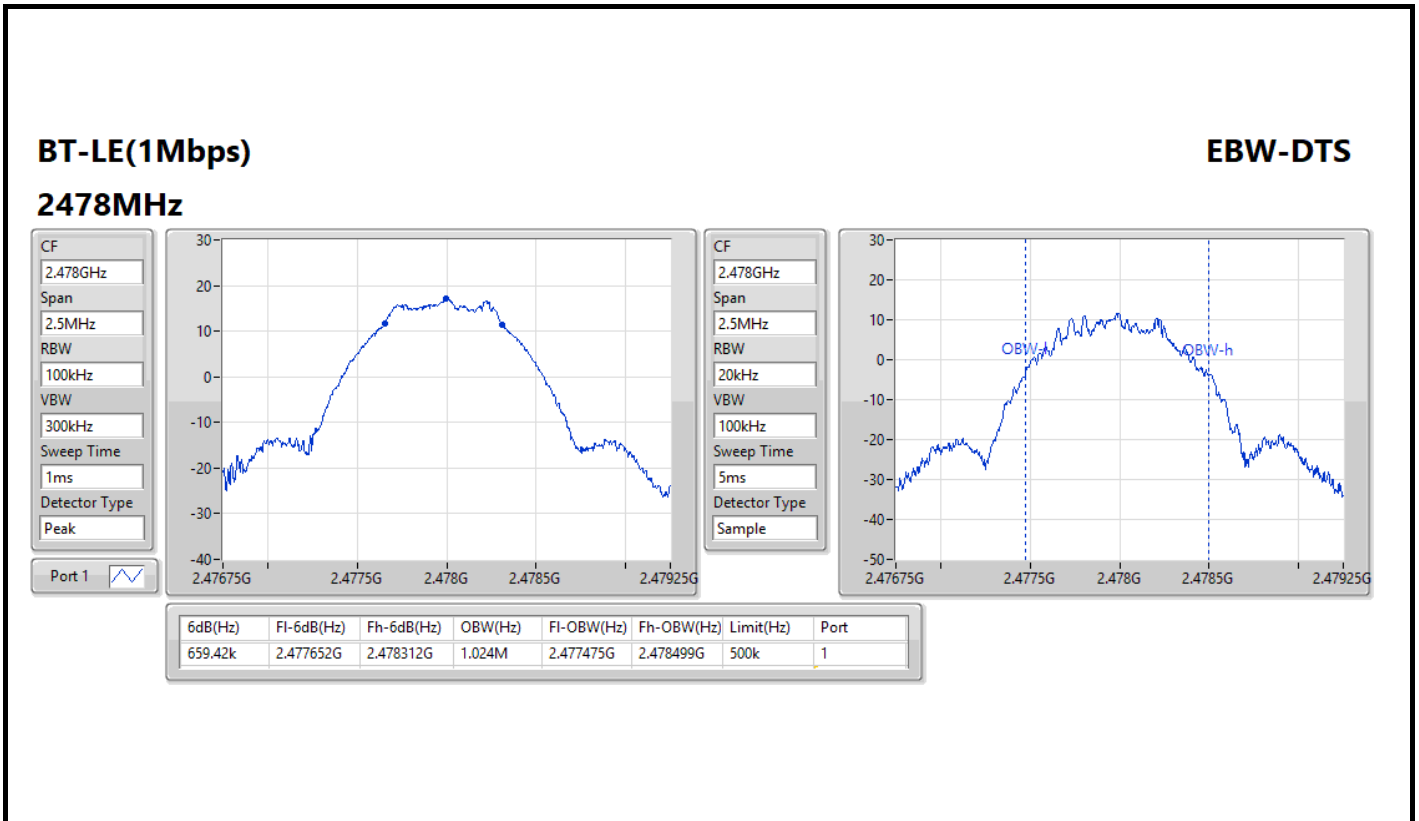 BT-LE(1Mbps) EBW-DTS
2478MHz
CF
2.478GHz
Span
2.5MHz
RBW
100kHz
VBW
300kHz
Sweep Time
1ms
Detector Type
Peak
Port 1
30
20
10
0
-10
-20
-30
-40
2.47675G 2.4775G 2.478G 2.4785G 2.47925G
CF
2.478GHz
Span
2.5MHz
RBW
20kHz
VBW
100kHz
Sweep Time
5ms
Detector Type
Sample
30
20
10
0
-10
-20
-30
-40
-50
OBW-l OBW-h
2.47675G 2.4775G 2.478G 2.4785G 2.47925G
6dB(Hz) Fl-6dB(Hz) Fh-6dB(Hz) OBW(Hz) Fl-OBW(Hz) Fh-OBW(Hz) Limit(Hz) Port
659.42k 2.477652G 2.478312G 1.024M 2.477475G 2.478499G 500k 1